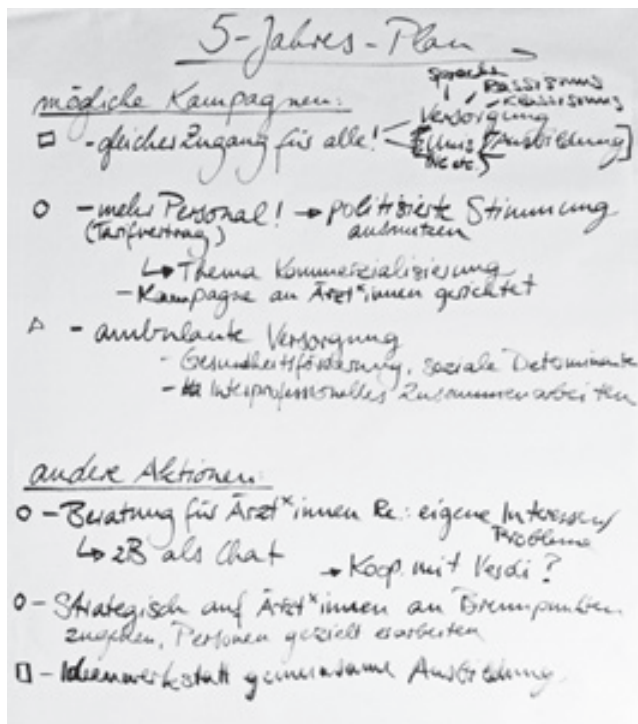 5-Jahres-Plan
mögliche Kampagnen:
Sprache Rassismus
Klassismus
Versorgung
□ - gleicher Zugang für alle!
[Unis [Ausbildung]
○ - mehr Personal! → politisierte Stimmung
(Tarifvertrag) ausnutzen
↳ Thema Kommerzialisierung
- Kampagne an Ärzt*innen gerichtet
△ - ambulante Versorgung
- Gesundheitsförderung, soziale Determinante
- Interprofessionelles Zusammenarbeiten
andere Aktionen:
○ - Beratung für Ärzt*innen Re: eigene Interessen/
Probleme
↳ zB als Chat
→ Koop. mit Verdi?
○ - Strategisch auf Ärzt*innen an Brennpunkten
zugehen, Personen gezielt erarbeiten
□ - Ideenwerkstatt gemeinsame Ausbildung